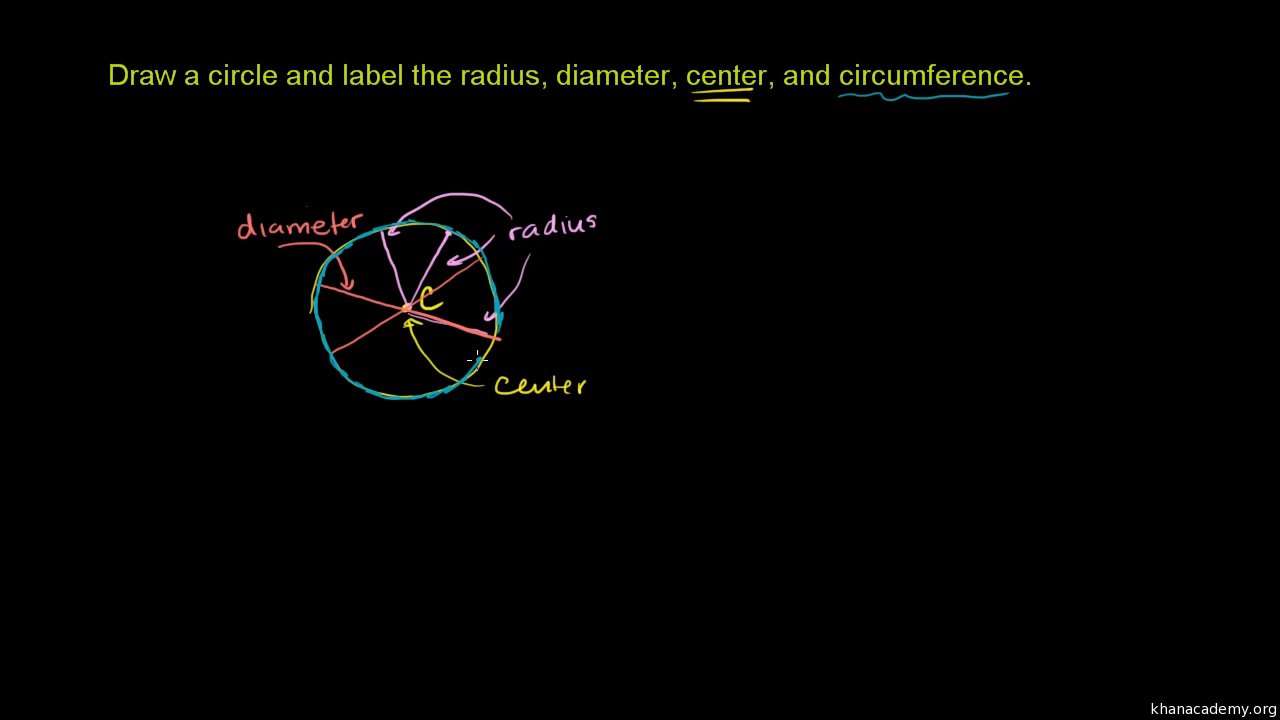 Draw a circle and label the radius, diameter, center, and circumference.
diameter
radius
C
center
khanacademy.org